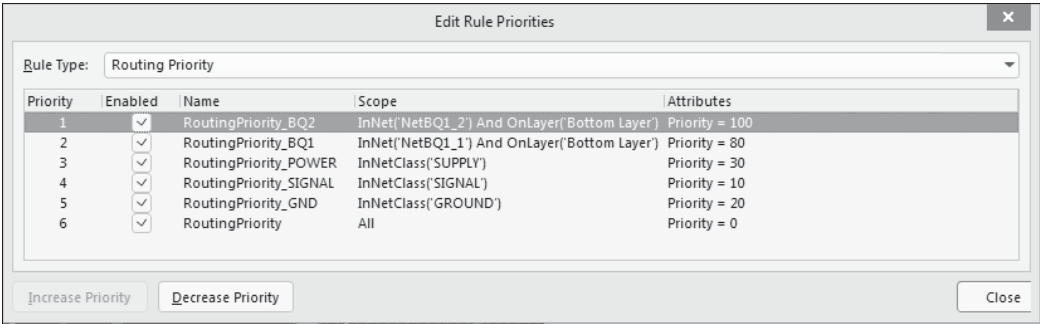 Edit Rule Priorities
Rule Type: Routing Priority
Priority Enabled Name Scope Attributes
1 RoutingPriority_BQ2 InNet('NetBQ1_2') And OnLayer('Bottom Layer') Priority = 100
2 RoutingPriority_BQ1 InNet('NetBQ1_1') And OnLayer('Bottom Layer') Priority = 80
3 RoutingPriority_POWER InNetClass('SUPPLY') Priority = 30
4 RoutingPriority_SIGNAL InNetClass('SIGNAL') Priority = 10
5 RoutingPriority_GND InNetClass('GROUND') Priority = 20
6 RoutingPriority All Priority = 0
Increase Priority Decrease Priority Close